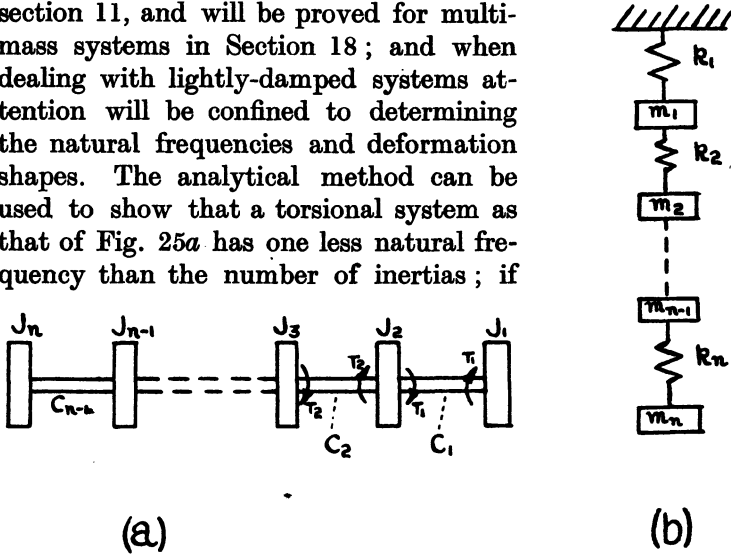 section 11, and will be proved for multi-
mass systems in Section 18 ; and when
dealing with lightly-damped systems at-
tention will be confined to determining
the natural frequencies and deformation
shapes. The analytical method can be
used to show that a torsional system as
that of Fig. 25a has one less natural fre-
quency than the number of inertias ; if
Jn Jn-1 J3 J2 J1
T2 T1
Cn-1 T2 T1
C2 C1
(a)
k1
m1
k2
m2
mn-1
kn
mn
(b)